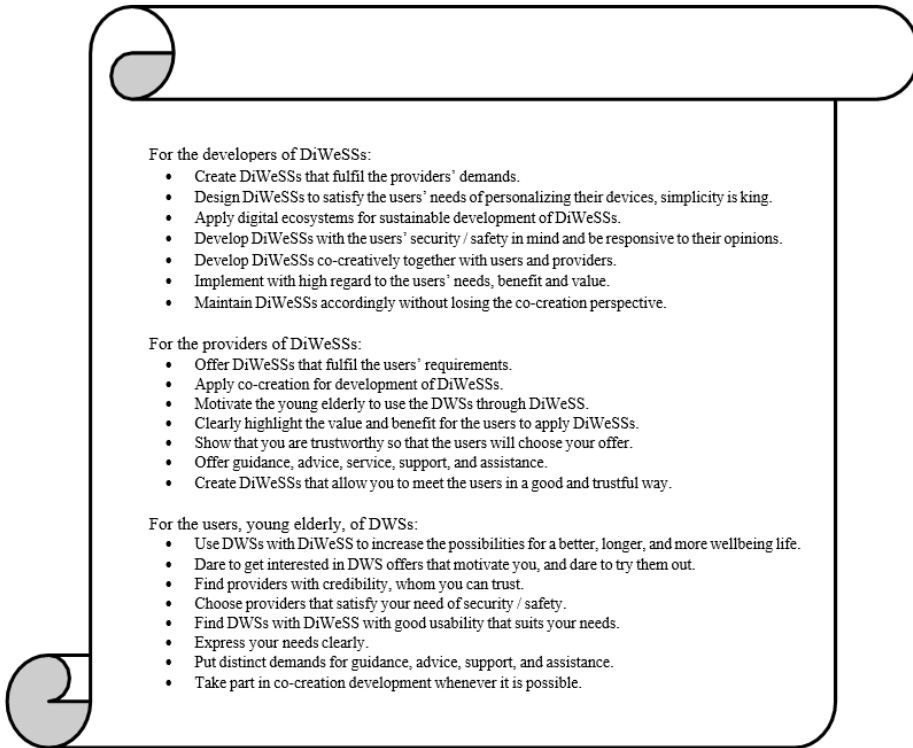 For the developers of DiWeSSs:
• Create DiWeSSs that fulfil the providers’ demands.
• Design DiWeSSs to satisfy the users’ needs of personalizing their devices, simplicity is king.
• Apply digital ecosystems for sustainable development of DiWeSSs.
• Develop DiWeSSs with the users’ security / safety in mind and be responsive to their opinions.
• Develop DiWeSSs co-creatively together with users and providers.
• Implement with high regard to the users’ needs, benefit and value.
• Maintain DiWeSSs accordingly without losing the co-creation perspective.
For the providers of DiWeSSs:
• Offer DiWeSSs that fulfil the users’ requirements.
• Apply co-creation for development of DiWeSSs.
• Motivate the young elderly to use the DWSs through DiWeSS.
• Clearly highlight the value and benefit for the users to apply DiWeSSs.
• Show that you are trustworthy so that the users will choose your offer.
• Offer guidance, advice, service, support, and assistance.
• Create DiWeSSs that allow you to meet the users in a good and trustful way.
For the users, young elderly, of DWSs:
• Use DWSs with DiWeSS to increase the possibilities for a better, longer, and more wellbeing life.
• Dare to get interested in DWS offers that motivate you, and dare to try them out.
• Find providers with credibility, whom you can trust.
• Choose providers that satisfy your need of security / safety.
• Find DWSs with DiWeSS with good usability that suits your needs.
• Express your needs clearly.
• Put distinct demands for guidance, advice, support, and assistance.
• Take part in co-creation development whenever it is possible.